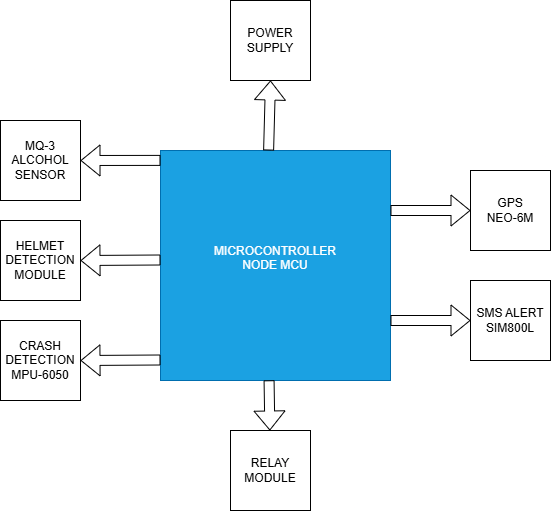 POWER
SUPPLY
MQ-3
ALCOHOL
SENSOR
HELMET
DETECTION
MODULE
CRASH
DETECTION
MPU-6050
MICROCONTROLLER
NODE MCU
GPS
NEO-6M
SMS ALERT
SIM800L
RELAY
MODULE